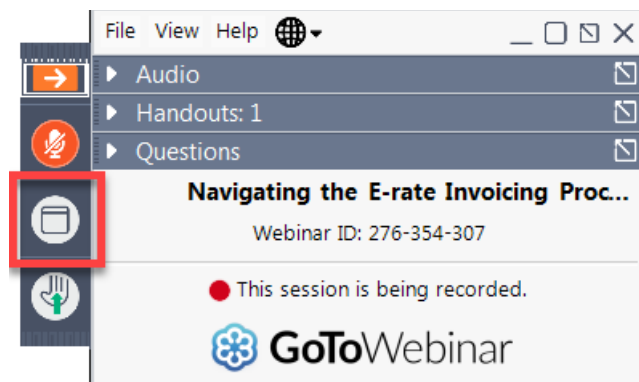 File View Help
Audio
Handouts: 1
Questions
Navigating the E-rate Invoicing Proc...
Webinar ID: 276-354-307
This session is being recorded.
GoToWebinar